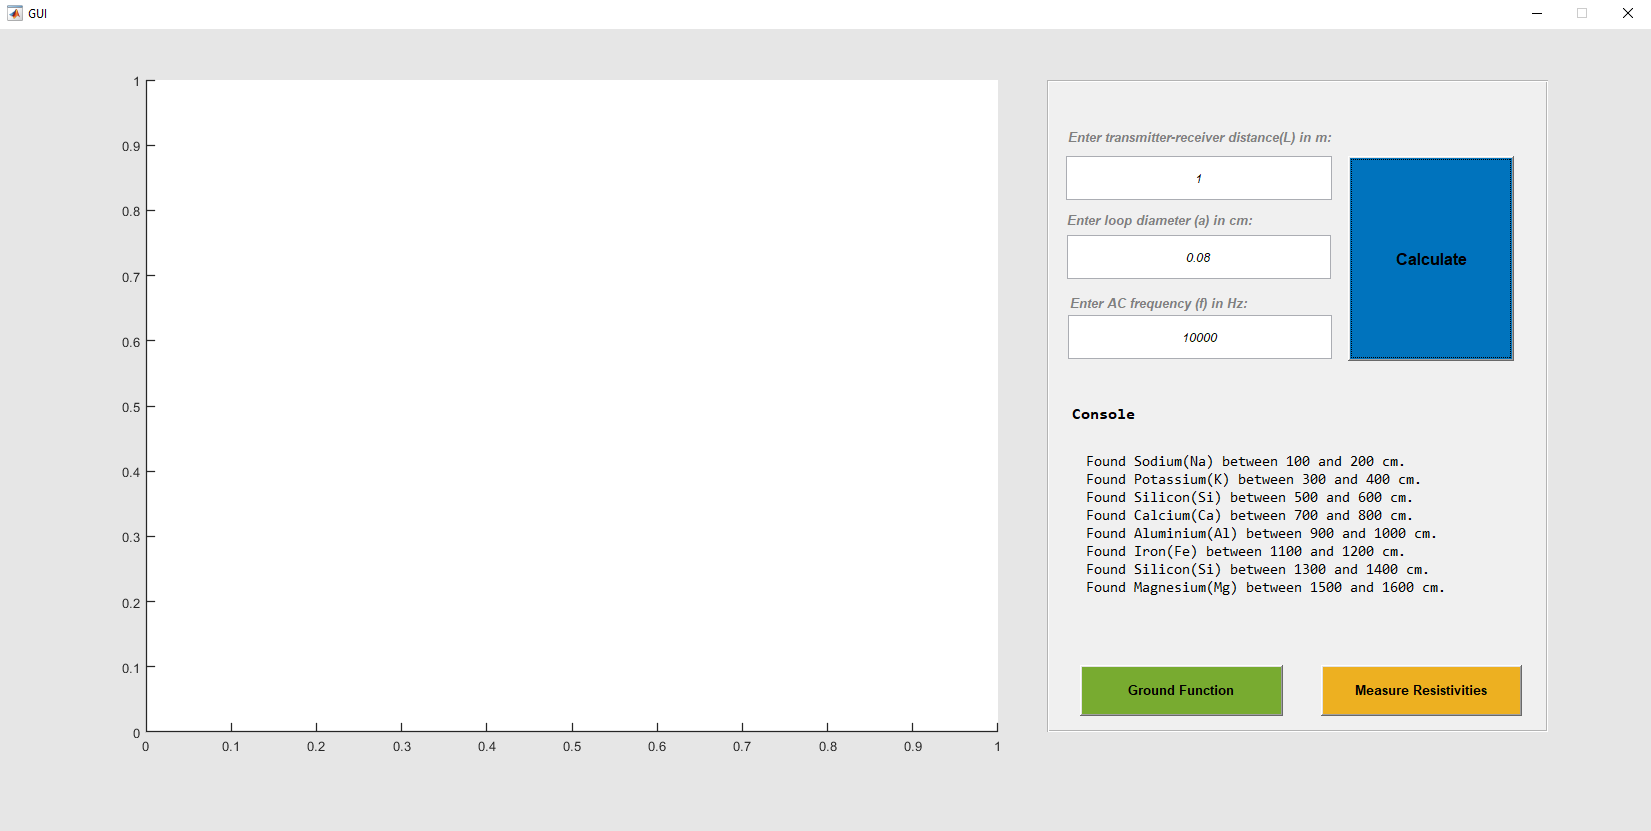 GUI
1
0.9
0.8
0.7
0.6
0.5
0.4
0.3
0.2
0.1
0
0 0.1 0.2 0.3 0.4 0.5 0.6 0.7 0.8 0.9 1
Enter transmitter-receiver distance(L) in m:
1
Enter loop diameter (a) in cm:
0.08
Enter AC frequency (f) in Hz:
10000
Calculate
Console
Found Sodium(Na) between 100 and 200 cm.
Found Potassium(K) between 300 and 400 cm.
Found Silicon(Si) between 500 and 600 cm.
Found Calcium(Ca) between 700 and 800 cm.
Found Aluminium(Al) between 900 and 1000 cm.
Found Iron(Fe) between 1100 and 1200 cm.
Found Silicon(Si) between 1300 and 1400 cm.
Found Magnesium(Mg) between 1500 and 1600 cm.
Ground Function
Measure Resistivities